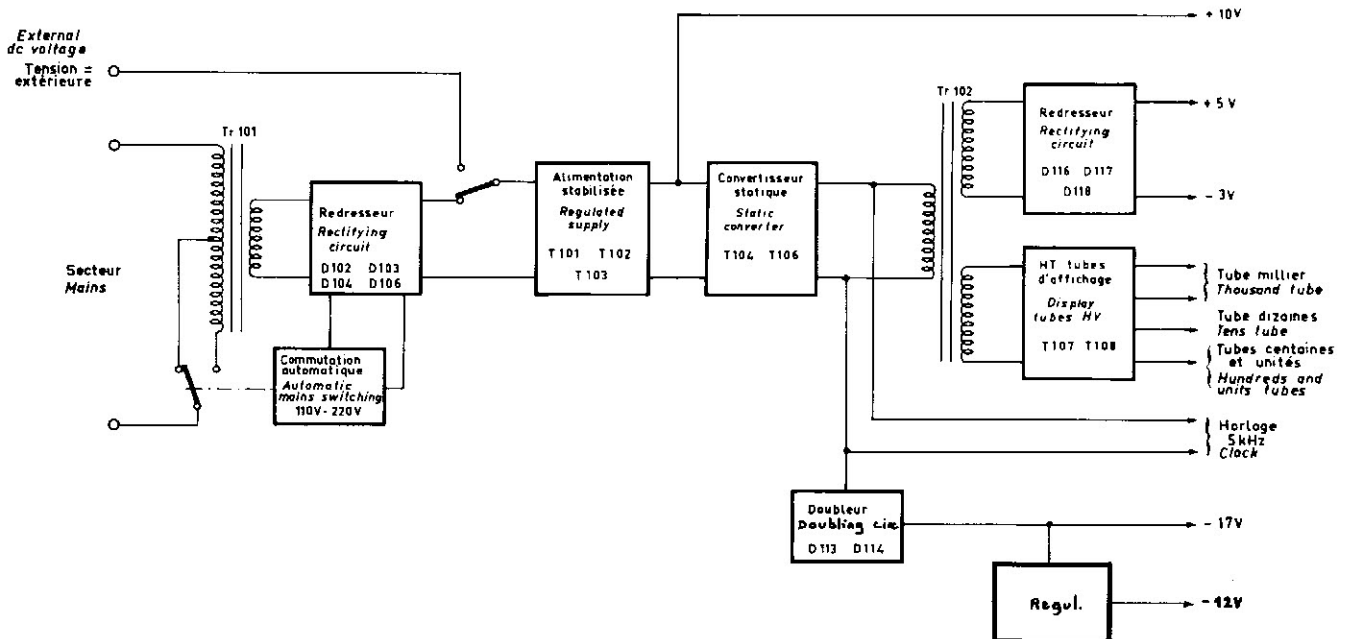 External
dc voltage
Tension =
extérieure
Tr 101
Secteur
Mains
Redresseur
Rectifying
circuit
D102 D103
D104 D106
Commutation
automatique
Automatic
mains switching
110V - 220V
Alimentation
stabilisée
Regulated
supply
T101 T102
T103
Convertisseur
statique
Static
converter
T104 T106
+ 10V
Tr 102
Redresseur
Rectifying
circuit
D116 D117
D118
+ 5V
- 3V
HT tubes
d'affichage
Display
tubes HV
T107 T108
Tube millier
Thousand tube
Tube dizaines
Tens tube
Tubes centaines
et unités
Hundreds and
units tubes
Horloge
5kHz
Clock
Doubleur
Doubling circ
D113 D114
- 17V
Regul.
- 12V